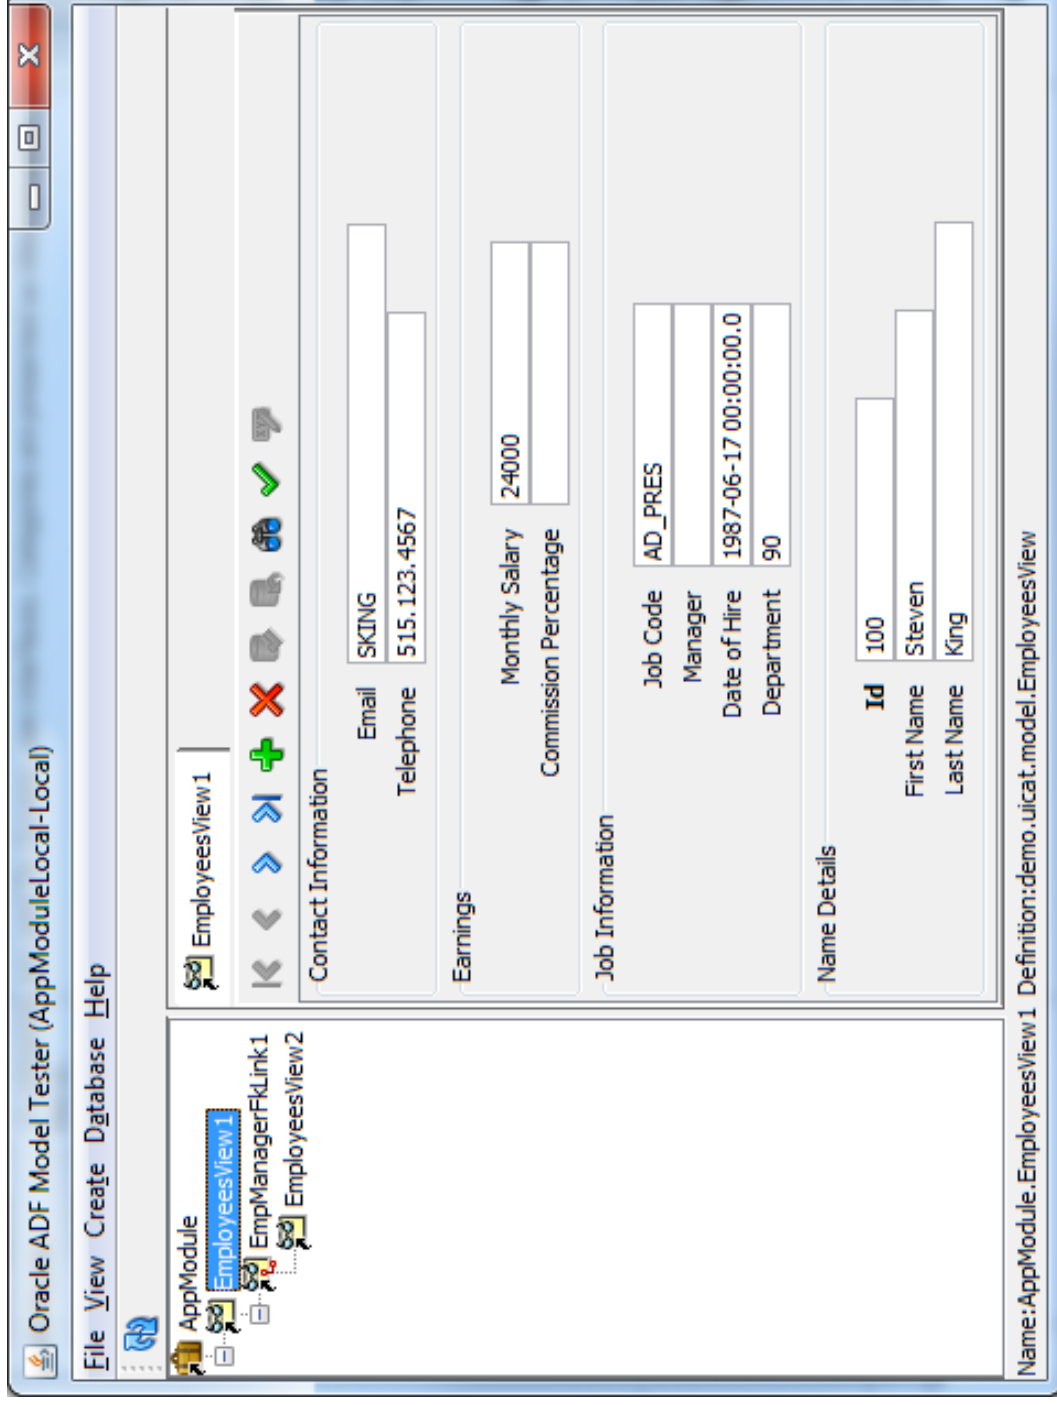 Oracle ADF Model Tester (AppModuleLocal-Local)
File View Create Database Help
AppModule
EmployeesView1
EmpManagerFkLink1
EmployeesView2
EmployeesView1
Contact Information
Email SKING
Telephone 515.123.4567
Earnings
Monthly Salary 24000
Commission Percentage
Job Information
Job Code AD_PRES
Manager
Date of Hire 1987-06-17 00:00:00.0
Department 90
Name Details
Id 100
First Name Steven
Last Name King
Name:AppModule.EmployeesView1 Definition:demo.uicat.model.EmployeesView